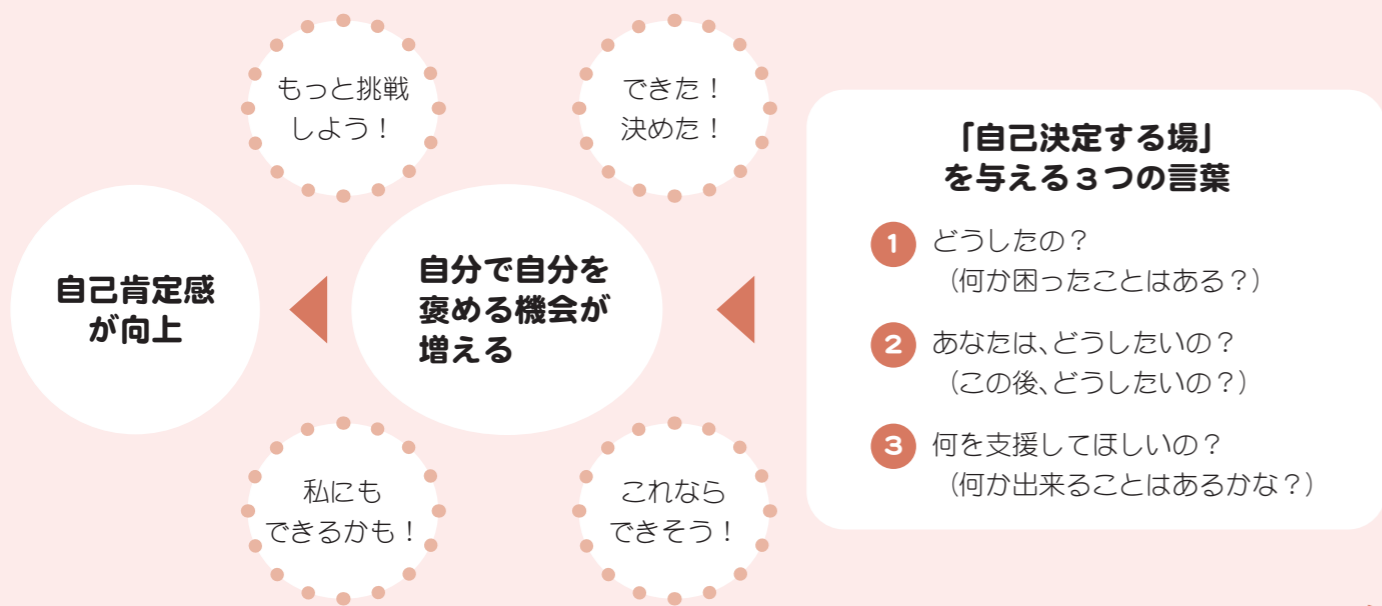 もっと挑戦
しよう！
できた！
決めた！
自己肯定感
が向上
自分で自分を
褒める機会が
増える
私にも
できるかも！
これなら
できそう！
「自己決定する場」
を与える３つの言葉
1 どうしたの？
（何か困ったことはある？）
2 あなたは、どうしたいの？
（この後、どうしたいの？）
3 何を支援してほしいの？
（何か出来ることはあるかな？）